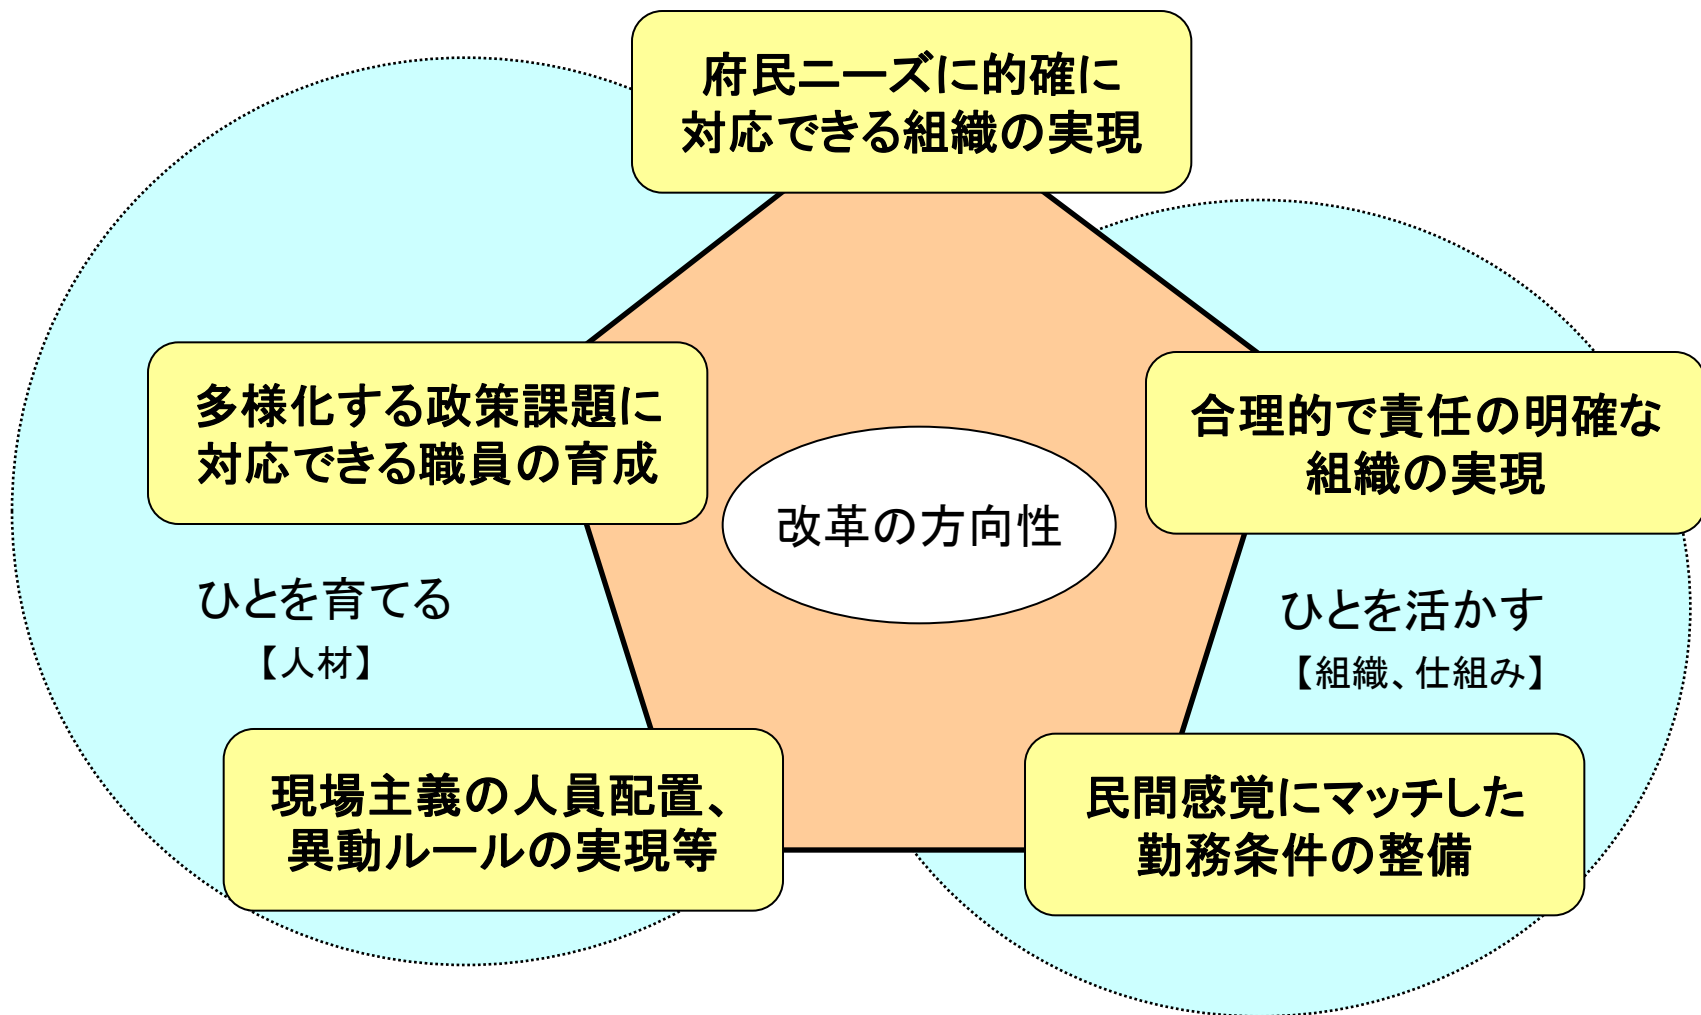 府民ニーズに的確に
対応できる組織の実現
多様化する政策課題に
対応できる職員の育成
合理的で責任の明確な
組織の実現
改革の方向性
ひとを育てる
【人材】
ひとを活かす
【組織、仕組み】
現場主義の人員配置、
異動ルールの実現等
民間感覚にマッチした
勤務条件の整備